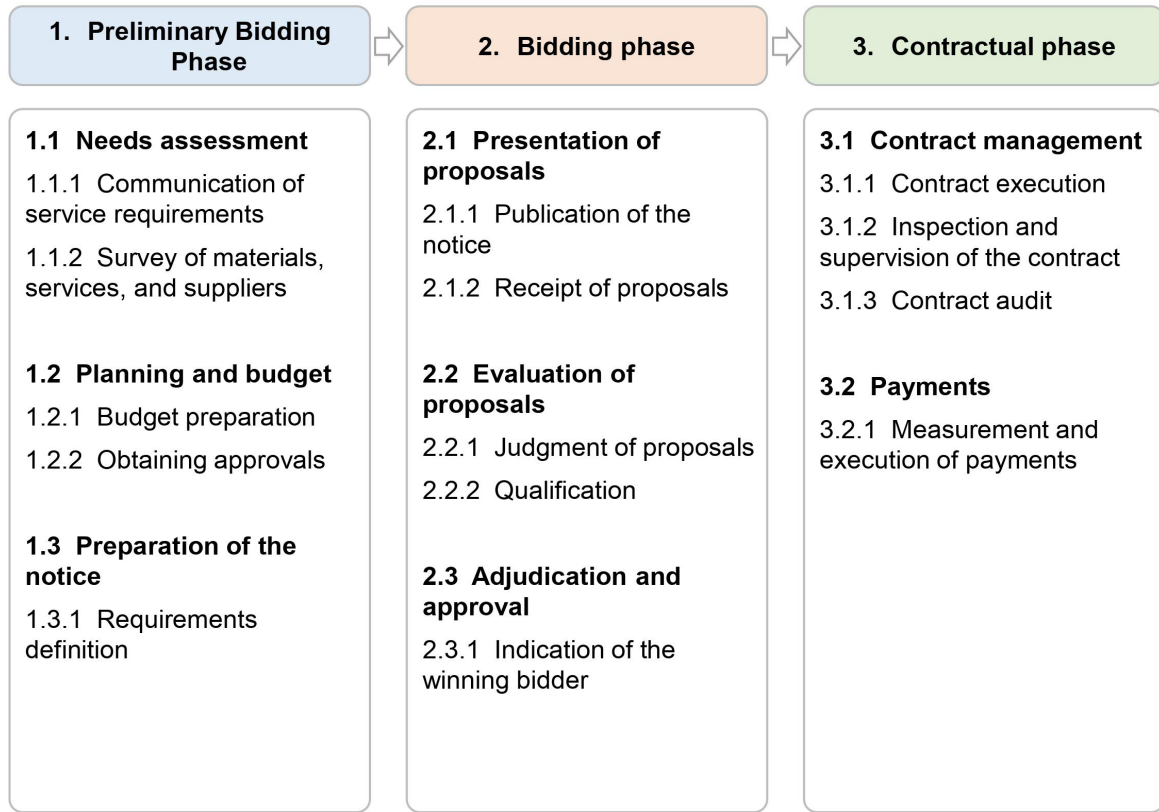 1. Preliminary Bidding
Phase
2. Bidding phase
3. Contractual phase
1.1 Needs assessment
1.1.1 Communication of
service requirements
1.1.2 Survey of materials,
services, and suppliers
1.2 Planning and budget
1.2.1 Budget preparation
1.2.2 Obtaining approvals
1.3 Preparation of the
notice
1.3.1 Requirements
definition
2.1 Presentation of
proposals
2.1.1 Publication of the
notice
2.1.2 Receipt of proposals
2.2 Evaluation of
proposals
2.2.1 Judgment of proposals
2.2.2 Qualification
2.3 Adjudication and
approval
2.3.1 Indication of the
winning bidder
3.1 Contract management
3.1.1 Contract execution
3.1.2 Inspection and
supervision of the contract
3.1.3 Contract audit
3.2 Payments
3.2.1 Measurement and
execution of payments